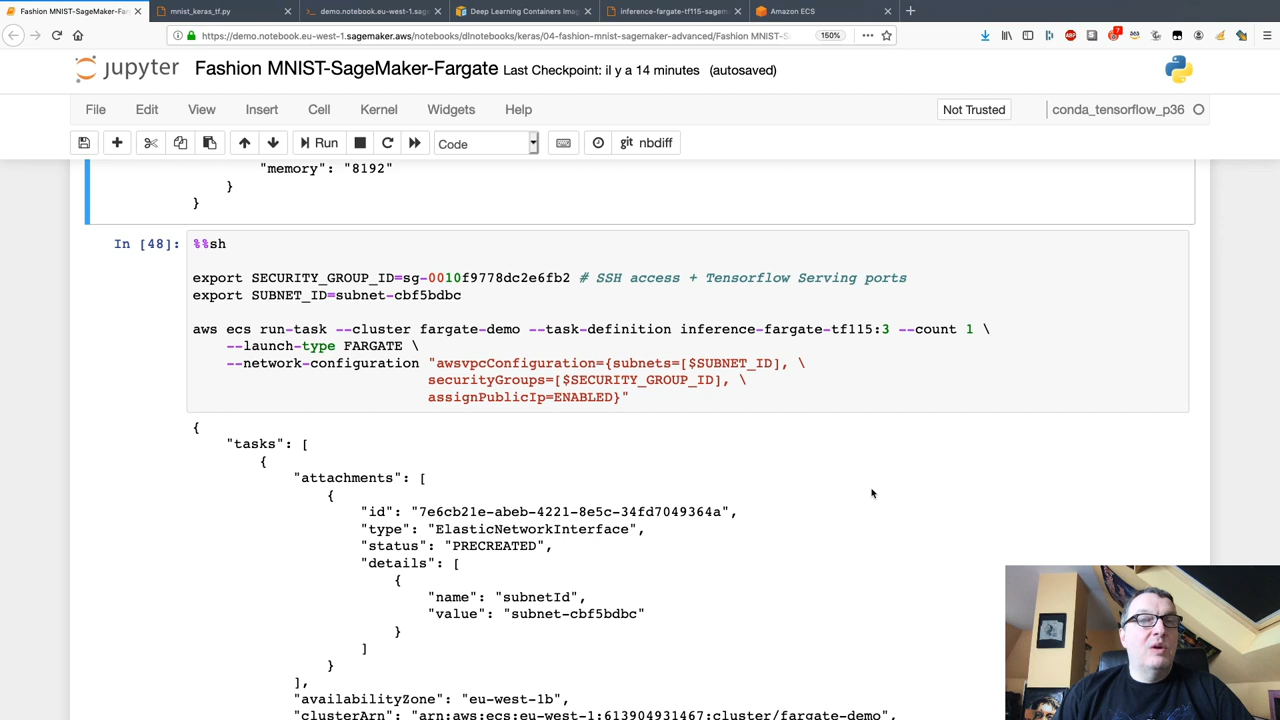 Fashion MNIST-SageMaker-Far
mnist_keras_tf.py
demo.notebook.eu-west-1.sage
Deep Learning Containers Imag
inference-fargate-tf115-sagem
Amazon ECS
https://demo.notebook.eu-west-1.sagemaker.aws/notebooks/dlnotebooks/keras/04-fashion-mnist-sagemaker-advanced/Fashion MNIST-S
150%
7
jupyter
Fashion MNIST-SageMaker-Fargate Last Checkpoint: il y a 14 minutes (autosaved)
File Edit View Insert Cell Kernel Widgets Help
Not Trusted
conda_tensorflow_p36
Run
Code
git nbdiff
"memory": "8192"
}
}
In [48]:
%%sh
export SECURITY_GROUP_ID=sg-0010f9778dc2e6fb2 # SSH access + Tensorflow Serving ports
export SUBNET_ID=subnet-cbf5bdbc
aws ecs run-task --cluster fargate-demo --task-definition inference-fargate-tf115:3 --count 1 \
--launch-type FARGATE \
--network-configuration "awsvpcConfiguration={subnets=[$SUBNET_ID], \
securityGroups=[$SECURITY_GROUP_ID], \
assignPublicIp=ENABLED}"
{
"tasks": [
{
"attachments": [
{
"id": "7e6cb21e-abeb-4221-8e5c-34fd7049364a",
"type": "ElasticNetworkInterface",
"status": "PRECREATED",
"details": [
{
"name": "subnetId",
"value": "subnet-cbf5bdbc"
}
]
}
],
"availabilityZone": "eu-west-1b",
"clusterArn": "arn:aws:ecs:eu-west-1:613904931467:cluster/fargate-demo",